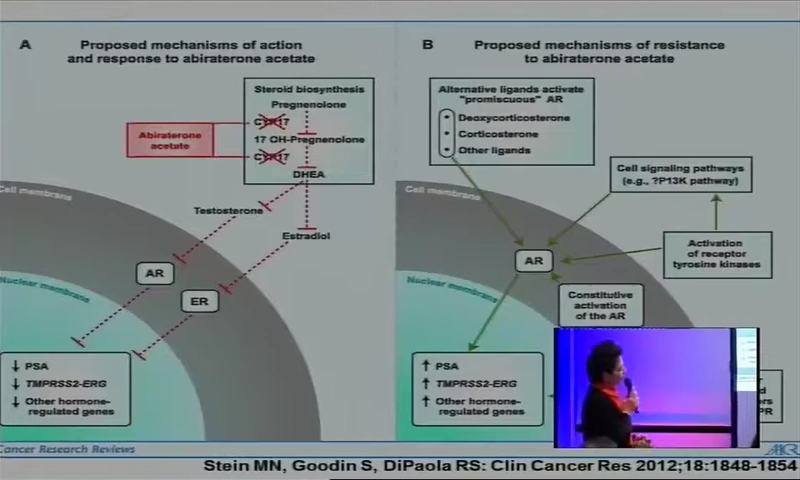 A
Proposed mechanisms of action
and response to abiraterone acetate
Steroid biosynthesis
Pregnenolone
CYP17
17 OH-Pregnenolone
CYP17
DHEA
Abiraterone
acetate
Cell membrane
Testosterone
Estradiol
Nuclear membrane
AR
ER
PSA
TMPRSS2-ERG
Other hormone-
regulated genes
B
Proposed mechanisms of resistance
to abiraterone acetate
Alternative ligands activate
"promiscuous" AR
• Deoxycorticosterone
• Corticosterone
• Other ligands
Cell signaling pathways
(e.g., ?P13K pathway)
Cell membrane
Activation
of receptor
tyrosine kinases
AR
Nuclear membrane
Constitutive
activation
of the AR
PSA
TMPRSS2-ERG
Other hormone-
regulated genes
PR
Cancer Research Reviews
Stein MN, Goodin S, DiPaola RS: Clin Cancer Res 2012;18:1848-1854